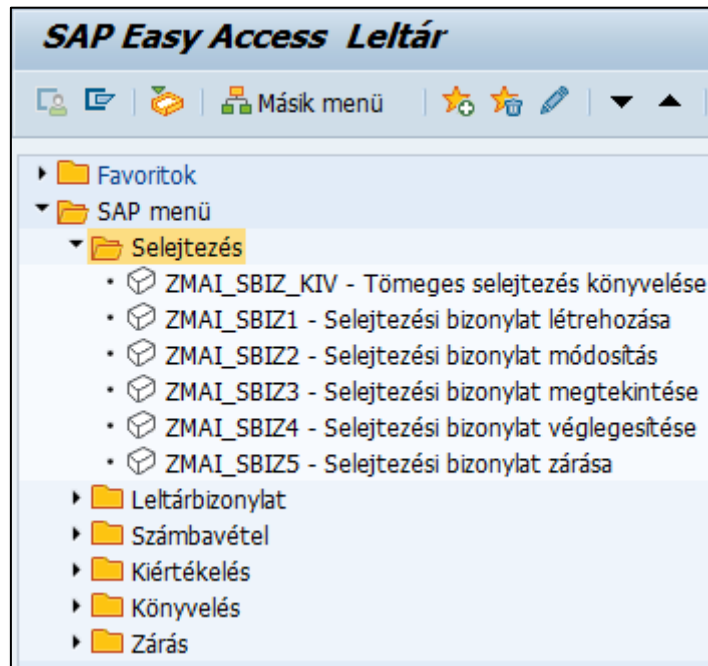 SAP Easy Access Leltár
Másik menü
Favoritok
SAP menü
Selejtezés
ZMAI_SBIZ_KIV - Tömeges selejtezés könyvelése
ZMAI_SBIZ1 - Selejtezési bizonylat létrehozása
ZMAI_SBIZ2 - Selejtezési bizonylat módosítás
ZMAI_SBIZ3 - Selejtezési bizonylat megtekintése
ZMAI_SBIZ4 - Selejtezési bizonylat véglegesítése
ZMAI_SBIZ5 - Selejtezési bizonylat zárása
Leltárbizonylat
Számbavétel
Kiértékelés
Könyvelés
Zárás